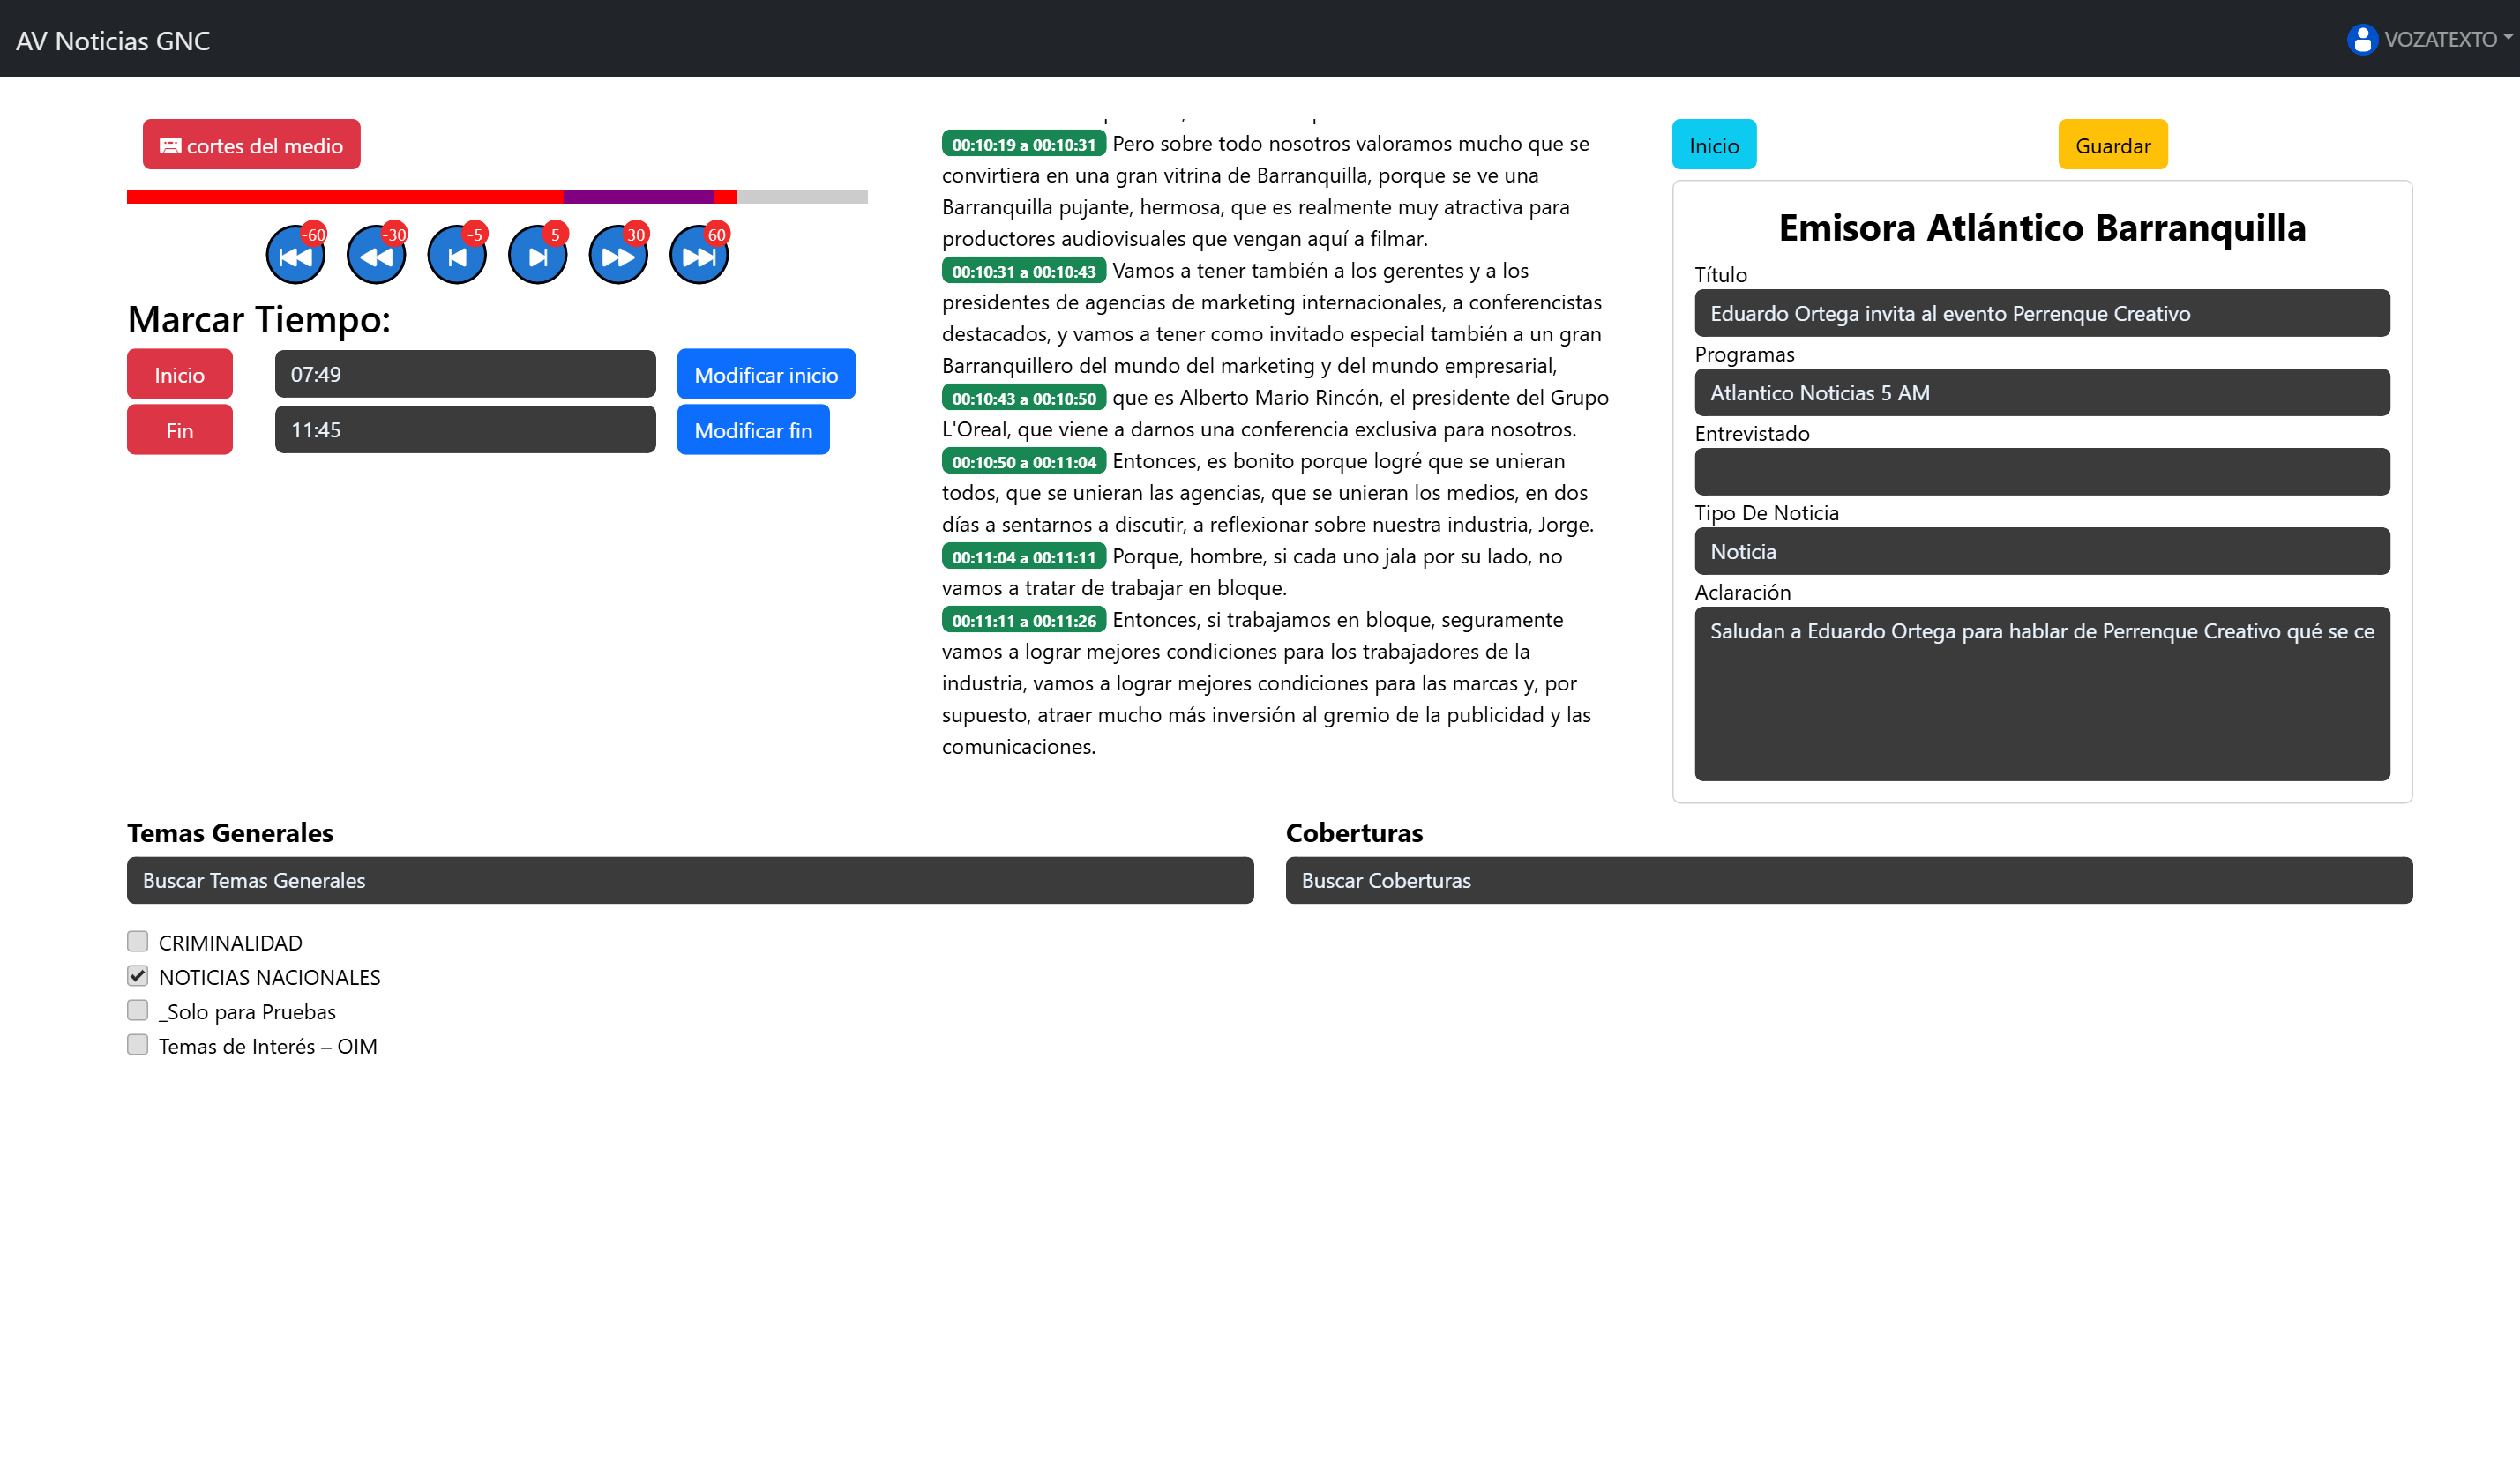 AV Noticias GNC
VOZATEXTO
cortes del medio
-60 -30 -5 5 30 60
Marcar Tiempo:
Inicio 07:49 Modificar inicio
Fin 11:45 Modificar fin
00:10:19 a 00:10:31 Pero sobre todo nosotros valoramos mucho que se
convirtiera en una gran vitrina de Barranquilla, porque se ve una
Barranquilla pujante, hermosa, que es realmente muy atractiva para
productores audiovisuales que vengan aquí a filmar.
00:10:31 a 00:10:43 Vamos a tener también a los gerentes y a los
presidentes de agencias de marketing internacionales, a conferencistas
destacados, y vamos a tener como invitado especial también a un gran
Barranquillero del mundo del marketing y del mundo empresarial,
00:10:43 a 00:10:50 que es Alberto Mario Rincón, el presidente del Grupo
L'Oreal, que viene a darnos una conferencia exclusiva para nosotros.
00:10:50 a 00:11:04 Entonces, es bonito porque logré que se unieran
todos, que se unieran las agencias, que se unieran los medios, en dos
días a sentarnos a discutir, a reflexionar sobre nuestra industria, Jorge.
00:11:04 a 00:11:11 Porque, hombre, si cada uno jala por su lado, no
vamos a tratar de trabajar en bloque.
00:11:11 a 00:11:26 Entonces, si trabajamos en bloque, seguramente
vamos a lograr mejores condiciones para los trabajadores de la
industria, vamos a lograr mejores condiciones para las marcas y, por
supuesto, atraer mucho más inversión al gremio de la publicidad y las
comunicaciones.
Inicio
Guardar
Emisora Atlántico Barranquilla
Título
Eduardo Ortega invita al evento Perrenque Creativo
Programas
Atlantico Noticias 5 AM
Entrevistado
Tipo De Noticia
Noticia
Aclaración
Saludan a Eduardo Ortega para hablar de Perrenque Creativo qué se ce
Temas Generales
Buscar Temas Generales
CRIMINALIDAD
NOTICIAS NACIONALES
_Solo para Pruebas
Temas de Interés – OIM
Coberturas
Buscar Coberturas